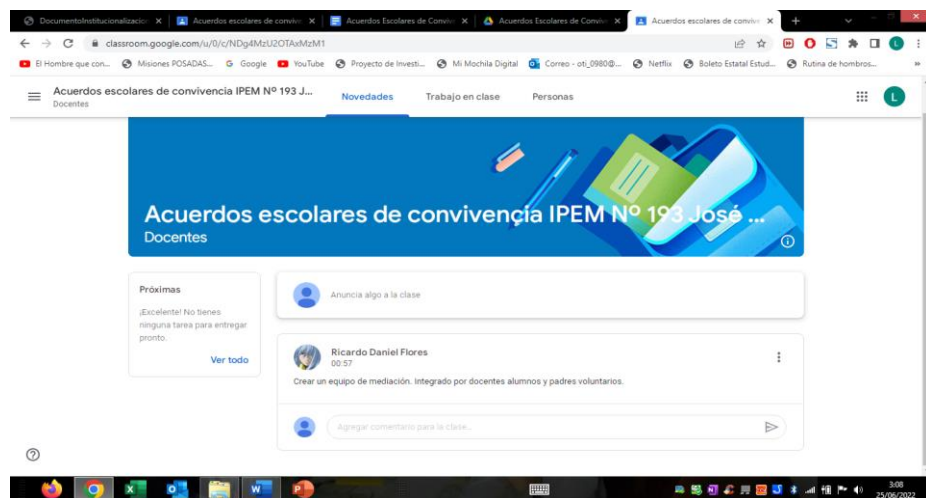 DocumentoInstitucionalizacion
Acuerdos escolares de convive
Acuerdos Escolares de Conviv
Acuerdos Escolares de Conviv
Acuerdos escolares de convive
classroom.google.com/u/0/c/NDg4MzU2OTAxMzM1
El Hombre que con...
Misiones POSADAS...
Google
YouTube
Proyecto de Investi...
Mi Mochila Digital
Correo - oti_0980@...
Netflix
Boleto Estatal Estud...
Rutina de hombros...
Acuerdos escolares de convivencia IPEM Nº 193 J...
Docentes
Novedades
Trabajo en clase
Personas
L
Acuerdos escolares de convivencia IPEM Nº 193 José ...
Docentes
Próximas
¡Excelente! No tienes
ninguna tarea para entregar
pronto.
Ver todo
Anuncia algo a la clase
Ricardo Daniel Flores
00:57
Crear un equipo de mediación. Integrado por docentes alumnos y padres voluntarios.
Agregar comentario para la clase...
3:08
25/06/2022